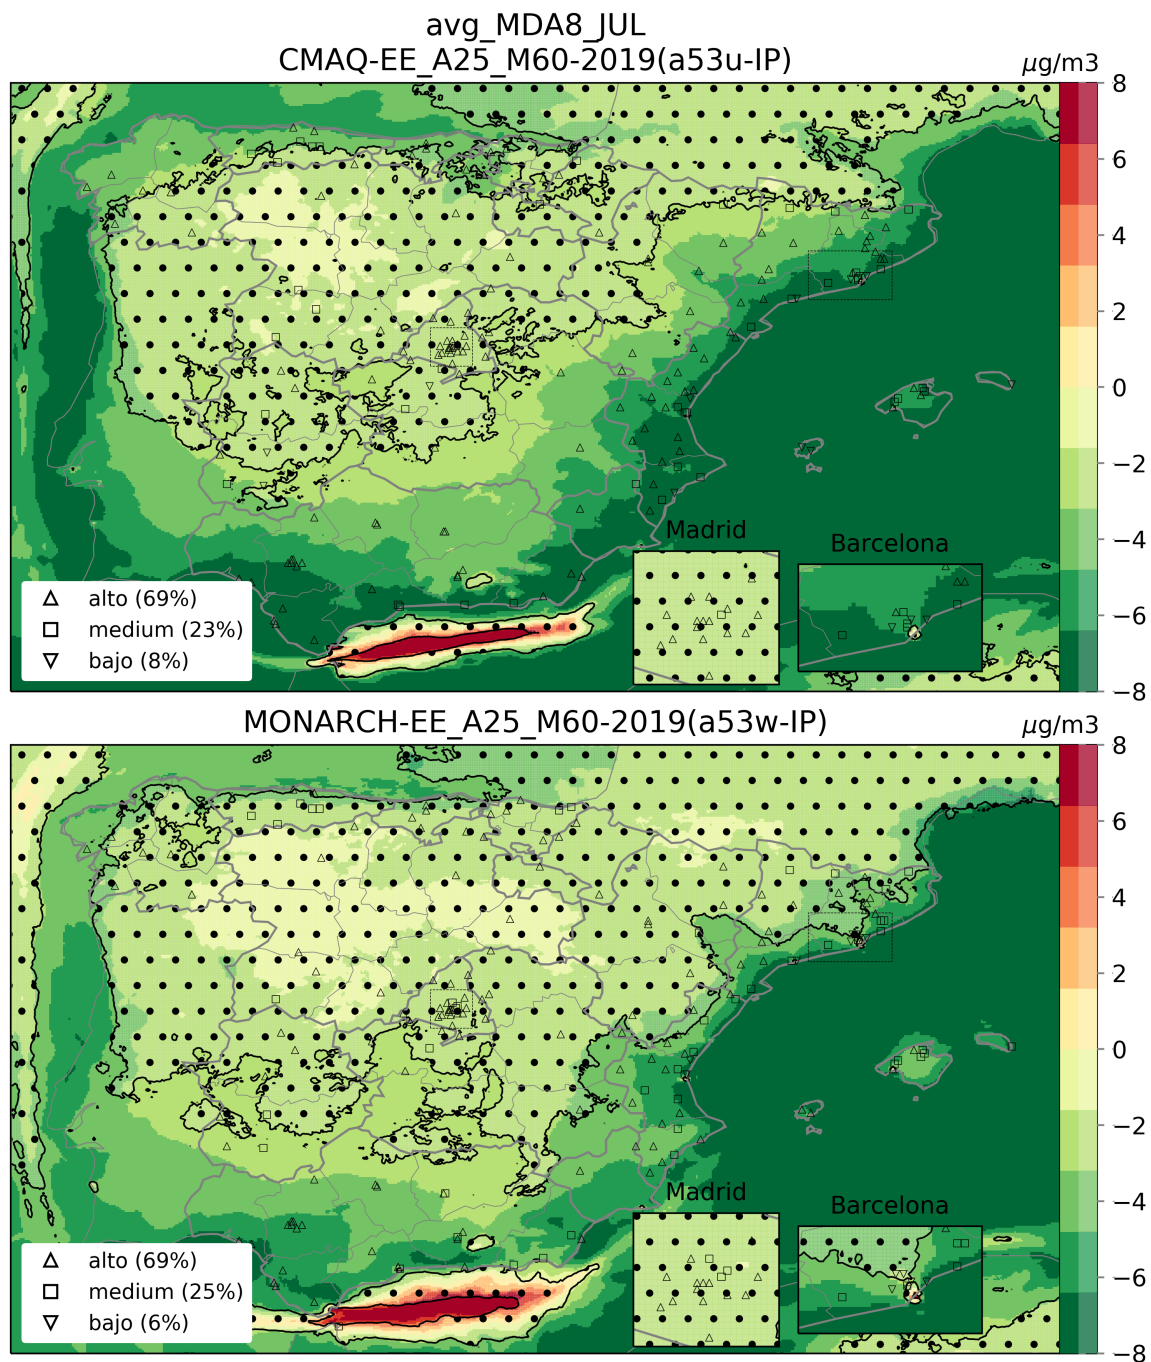 avg_MDA8_JUL
CMAQ-EE_A25_M60-2019(a53u-IP)
μg/m3
8
6
4
2
0
−2
−4
−6
−8
Madrid
Barcelona
alto (69%)
medium (23%)
bajo (8%)
MONARCH-EE_A25_M60-2019(a53w-IP)
μg/m3
8
6
4
2
0
−2
−4
−6
−8
Madrid
Barcelona
alto (69%)
medium (25%)
bajo (6%)